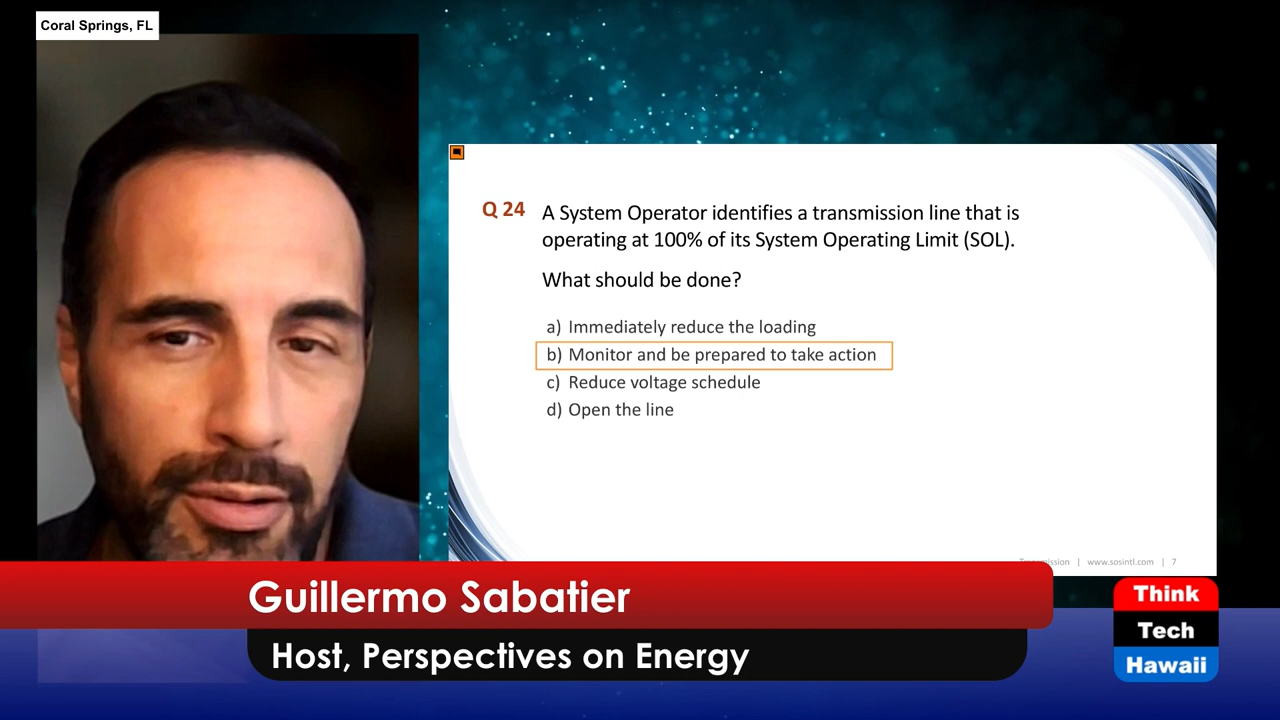 Coral Springs, FL
Q 24 A System Operator identifies a transmission line that is
operating at 100% of its System Operating Limit (SOL).
What should be done?
a) Immediately reduce the loading
b) Monitor and be prepared to take action
c) Reduce voltage schedule
d) Open the line
Transmission | www.sosintl.com | 7
Guillermo Sabatier
Host, Perspectives on Energy
Think
Tech
Hawaii